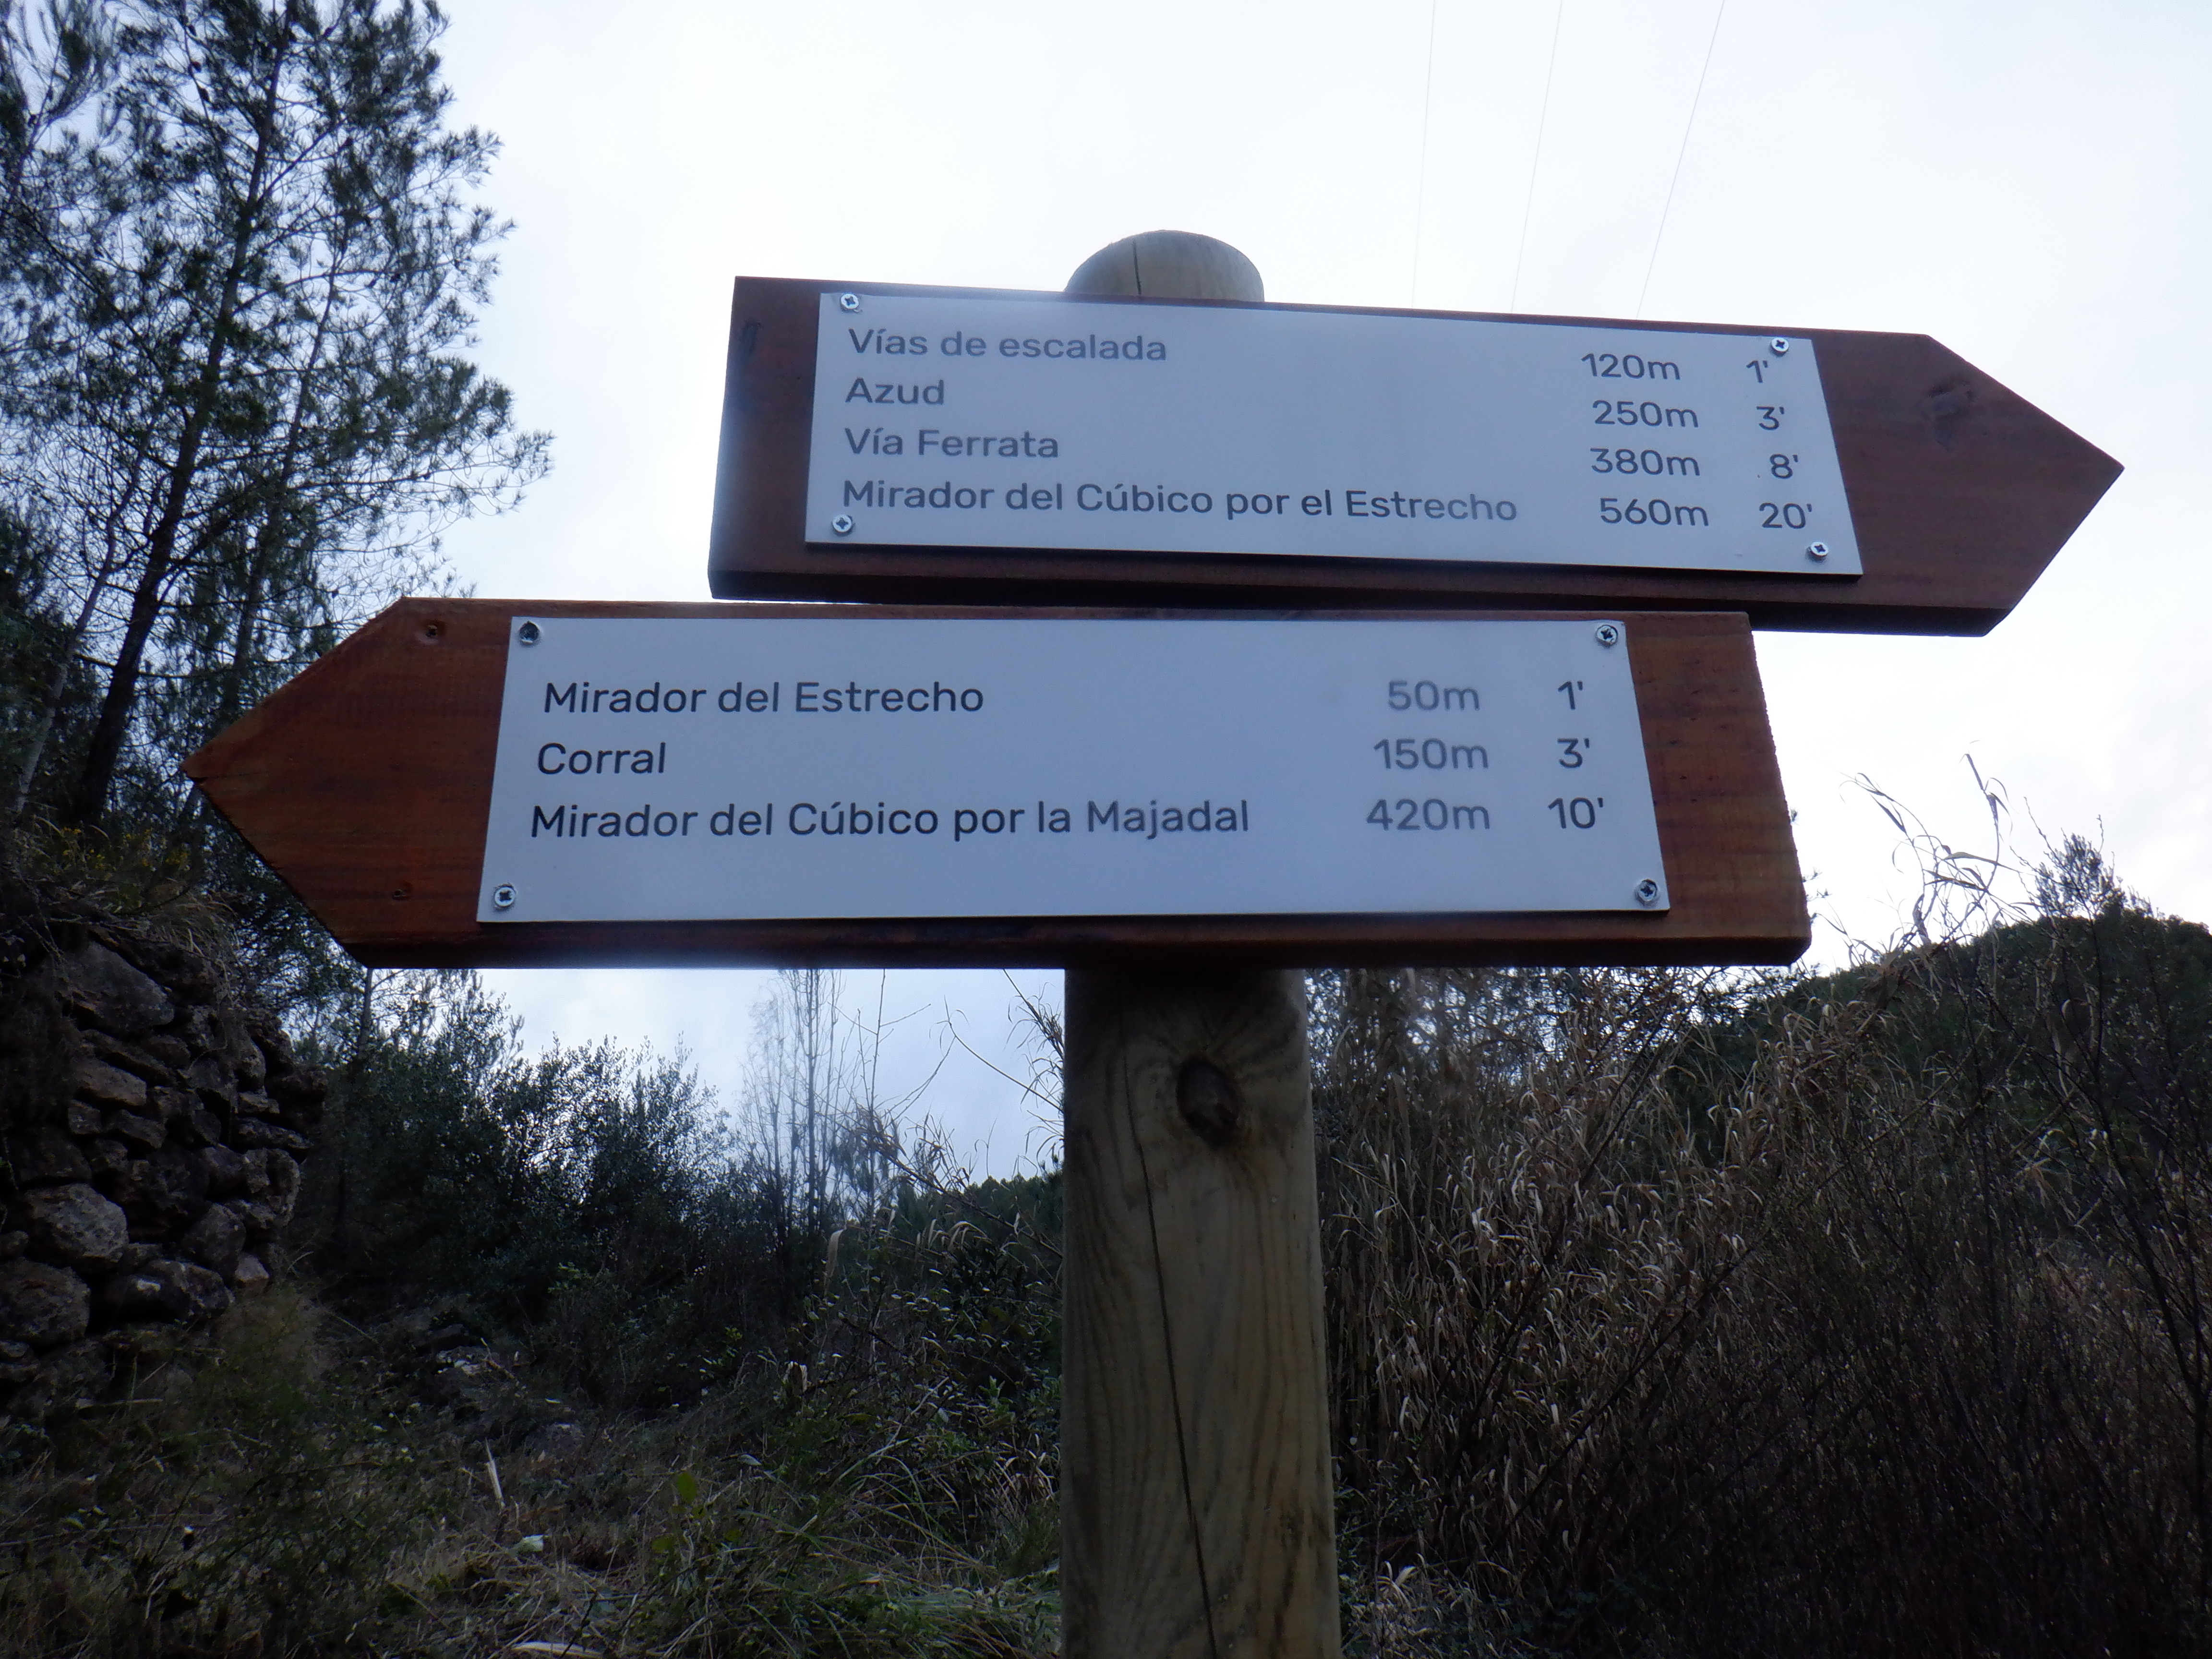 Vías de escalada 120m 1'
Azud 250m 3'
Vía Ferrata 380m 8'
Mirador del Cúbico por el Estrecho 560m 20'
Mirador del Estrecho 50m 1'
Corral 150m 3'
Mirador del Cúbico por la Majadal 420m 10'